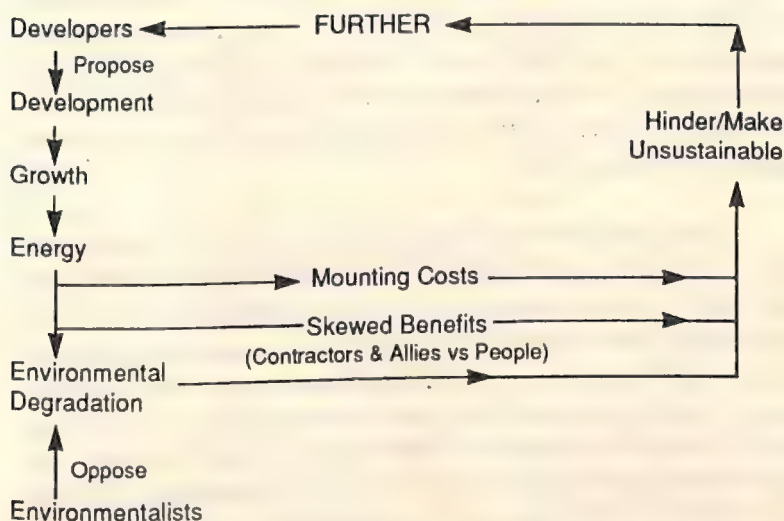 Developers
FURTHER
Propose
Development
Hinder/Make
Unsustainable
Growth
Energy
Mounting Costs
Skewed Benefits
(Contractors & Allies vs People)
Environmental
Degradation
Oppose
Environmentalists